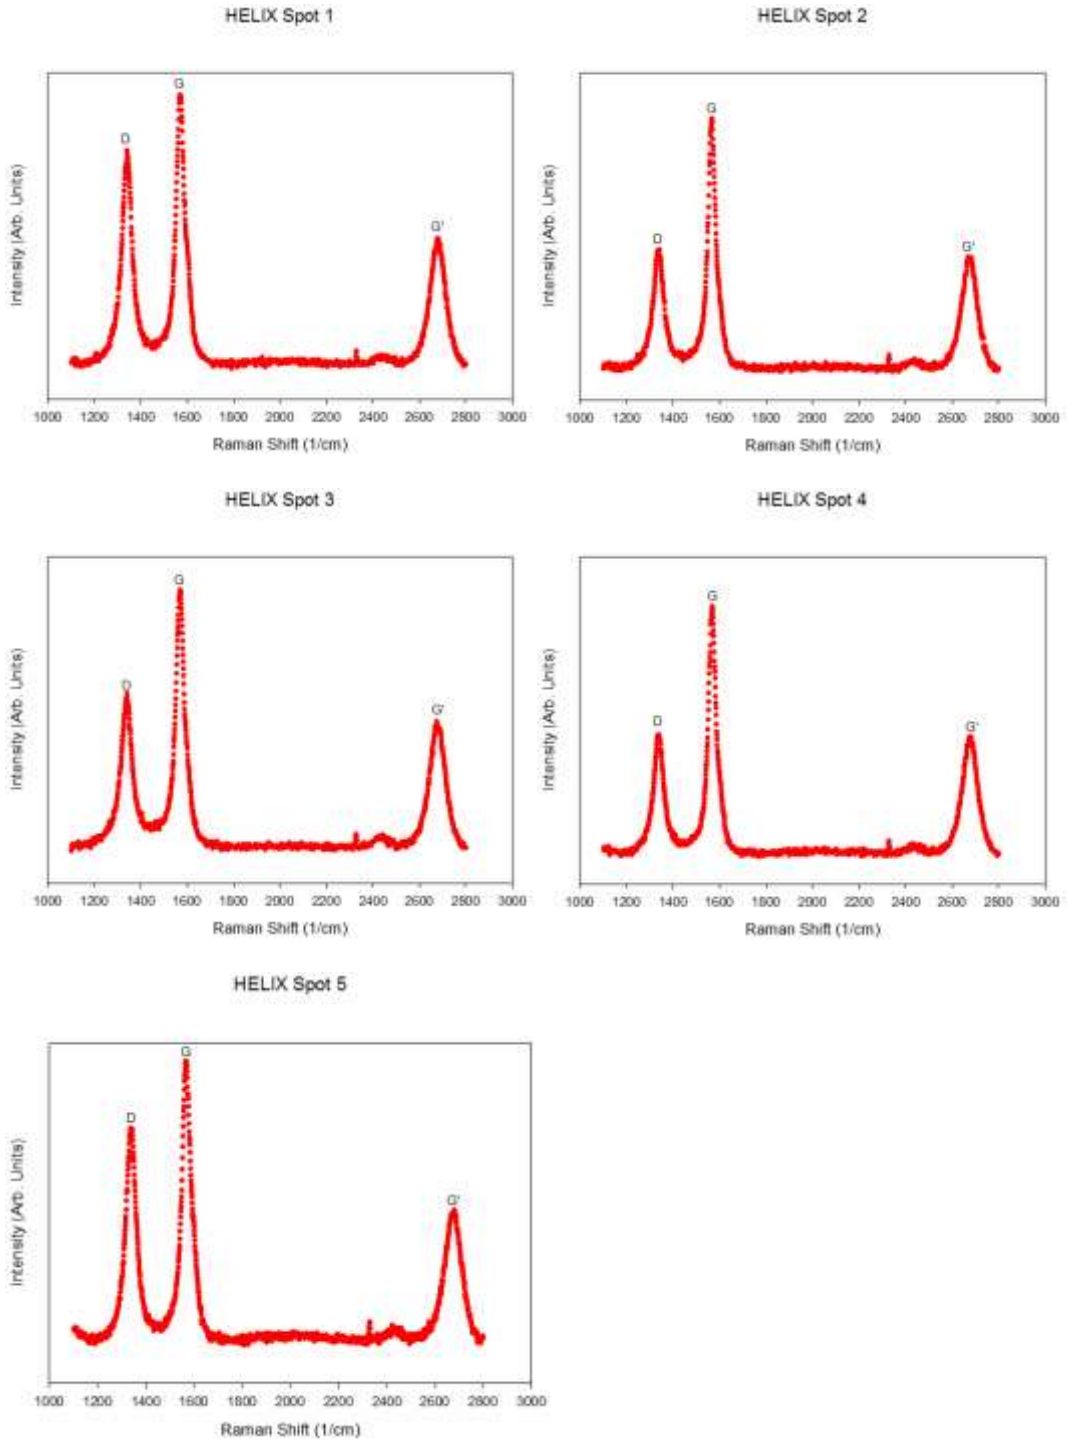 HELIX Spot 1
G
D
G'
Intensity (Arb. Units)
1000 1200 1400 1600 1800 2000 2200 2400 2600 2800 3000
Raman Shift (1/cm)
HELIX Spot 2
G
D
G'
Intensity (Arb. Units)
1000 1200 1400 1600 1800 2000 2200 2400 2600 2800 3000
Raman Shift (1/cm)
HELIX Spot 3
G
D
G'
Intensity (Arb. Units)
1000 1200 1400 1600 1800 2000 2200 2400 2600 2800 3000
Raman Shift (1/cm)
HELIX Spot 4
G
D
G'
Intensity (Arb. Units)
1000 1200 1400 1600 1800 2000 2200 2400 2600 2800 3000
Raman Shift (1/cm)
HELIX Spot 5
G
D
G'
Intensity (Arb. Units)
1000 1200 1400 1600 1800 2000 2200 2400 2600 2800 3000
Raman Shift (1/cm)